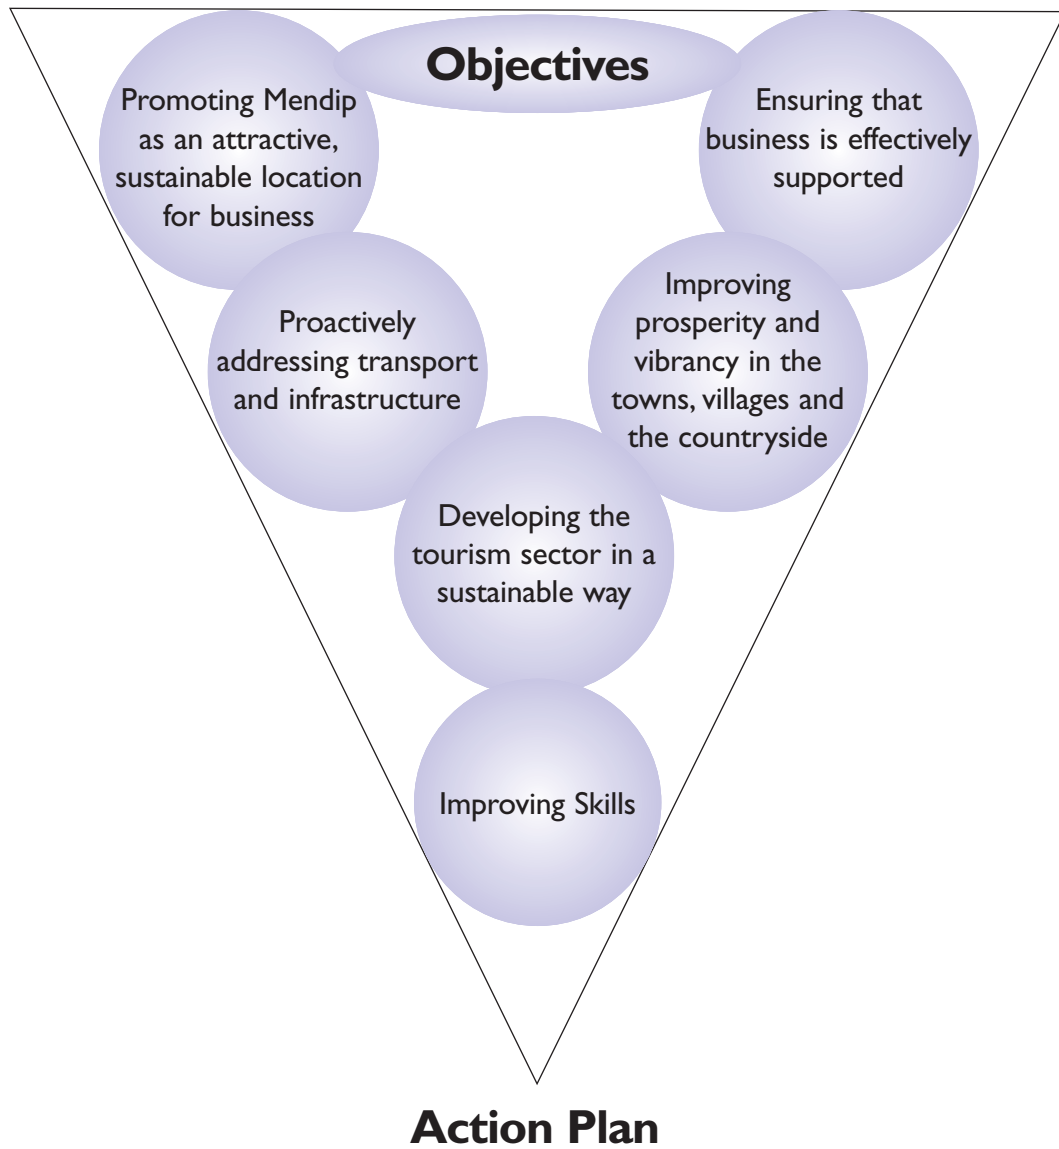 Objectives
Promoting Mendip
as an attractive,
sustainable location
for business
Ensuring that
business is effectively
supported
Proactively
addressing transport
and infrastructure
Improving
prosperity and
vibrancy in the
towns, villages and
the countryside
Developing the
tourism sector in a
sustainable way
Improving Skills
Action Plan